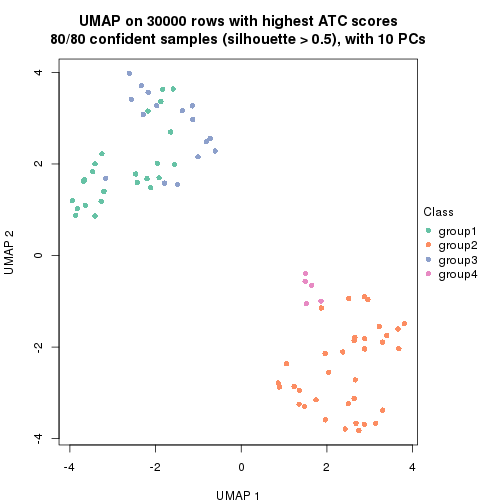 UMAP on 30000 rows with highest ATC scores
80/80 confident samples (silhouette > 0.5), with 10 PCs
4
2
0
-2
-4
UMAP 2
-4
-2
0
2
4
UMAP 1
Class
group1
group2
group3
group4